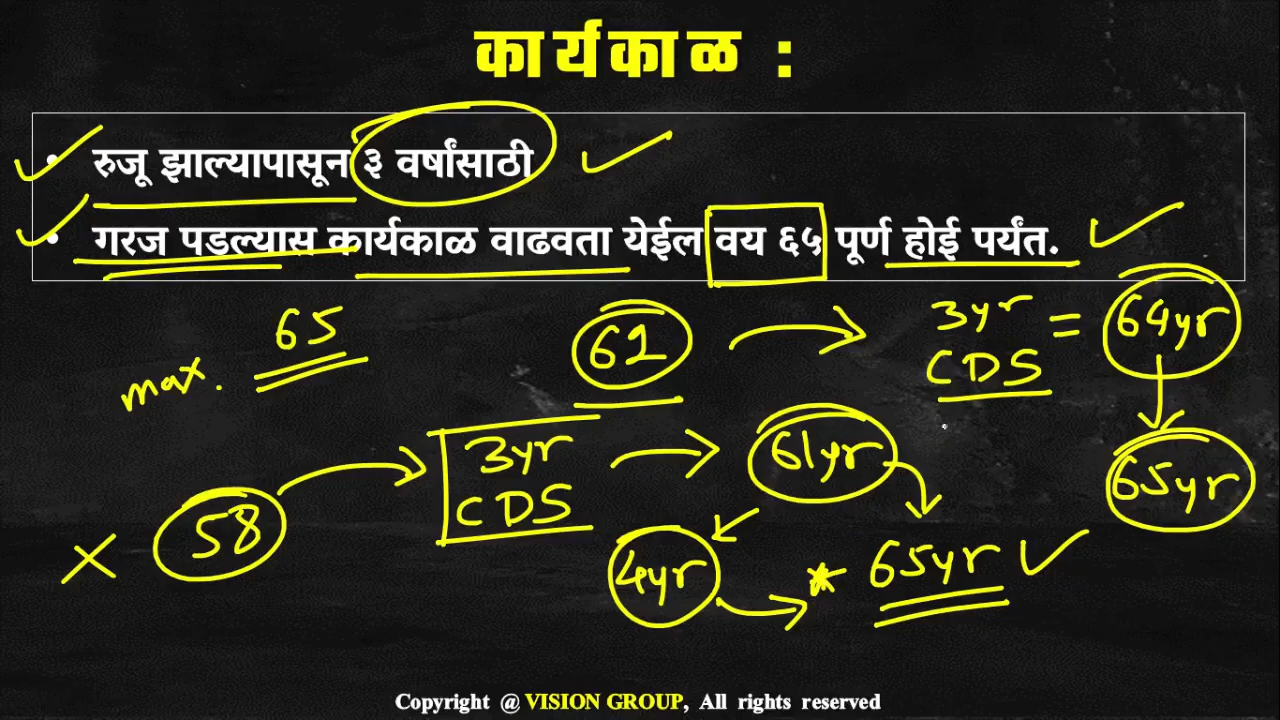 कार्यकाळ :
• रुजू झाल्यापासून ३ वर्षांसाठी
• गरज पडल्यास कार्यकाळ वाढवता येईल वय ६५ पूर्ण होई पर्यंत.
max. 65
61 → 3yr CDS = 64yr
65yr
× 58 → 3yr CDS → 61yr
4yr → * 65yr
Copyright @ VISION GROUP, All rights reserved